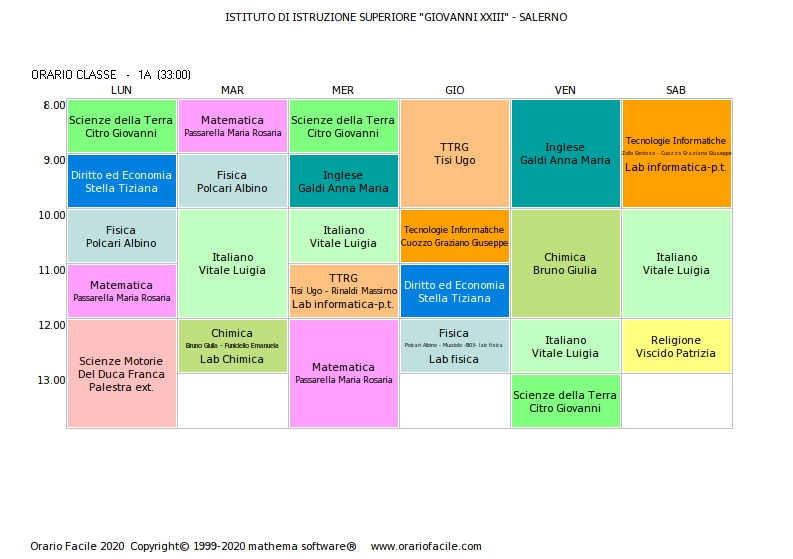 ISTITUTO DI ISTRUZIONE SUPERIORE "GIOVANNI XXIII" - SALERNO
ORARIO CLASSE - 1A (33:00)
LUN MAR MER GIO VEN SAB
8.00
Scienze della Terra
Citro Giovanni
Matematica
Passarella Maria Rosaria
Scienze della Terra
Citro Giovanni
TTRG
Tisi Ugo
Inglese
Galdi Anna Maria
Tecnologie Informatiche
Zollo Genisso - Cuozzo Graziano Giuseppe
Lab informatica-p.t.
9.00
Diritto ed Economia
Stella Tiziana
Fisica
Polcari Albino
Inglese
Galdi Anna Maria
10.00
Fisica
Polcari Albino
Italiano
Vitale Luigia
Italiano
Vitale Luigia
Tecnologie Informatiche
Cuozzo Graziano Giuseppe
Chimica
Bruno Giulia
Italiano
Vitale Luigia
11.00
Matematica
Passarella Maria Rosaria
TTRG
Tisi Ugo - Rinaldi Massimo
Lab informatica-p.t.
Diritto ed Economia
Stella Tiziana
12.00
Scienze Motorie
Del Duca Franca
Palestra ext.
Chimica
Bruno Giulia - Funiciello Emanuela
Lab Chimica
Matematica
Passarella Maria Rosaria
Fisica
Polcari Albino - Mucciolo -B03- lab fisica
Lab fisica
Italiano
Vitale Luigia
Religione
Viscido Patrizia
13.00
Scienze della Terra
Citro Giovanni
Orario Facile 2020 Copyright© 1999-2020 mathema software® www.orariofacile.com